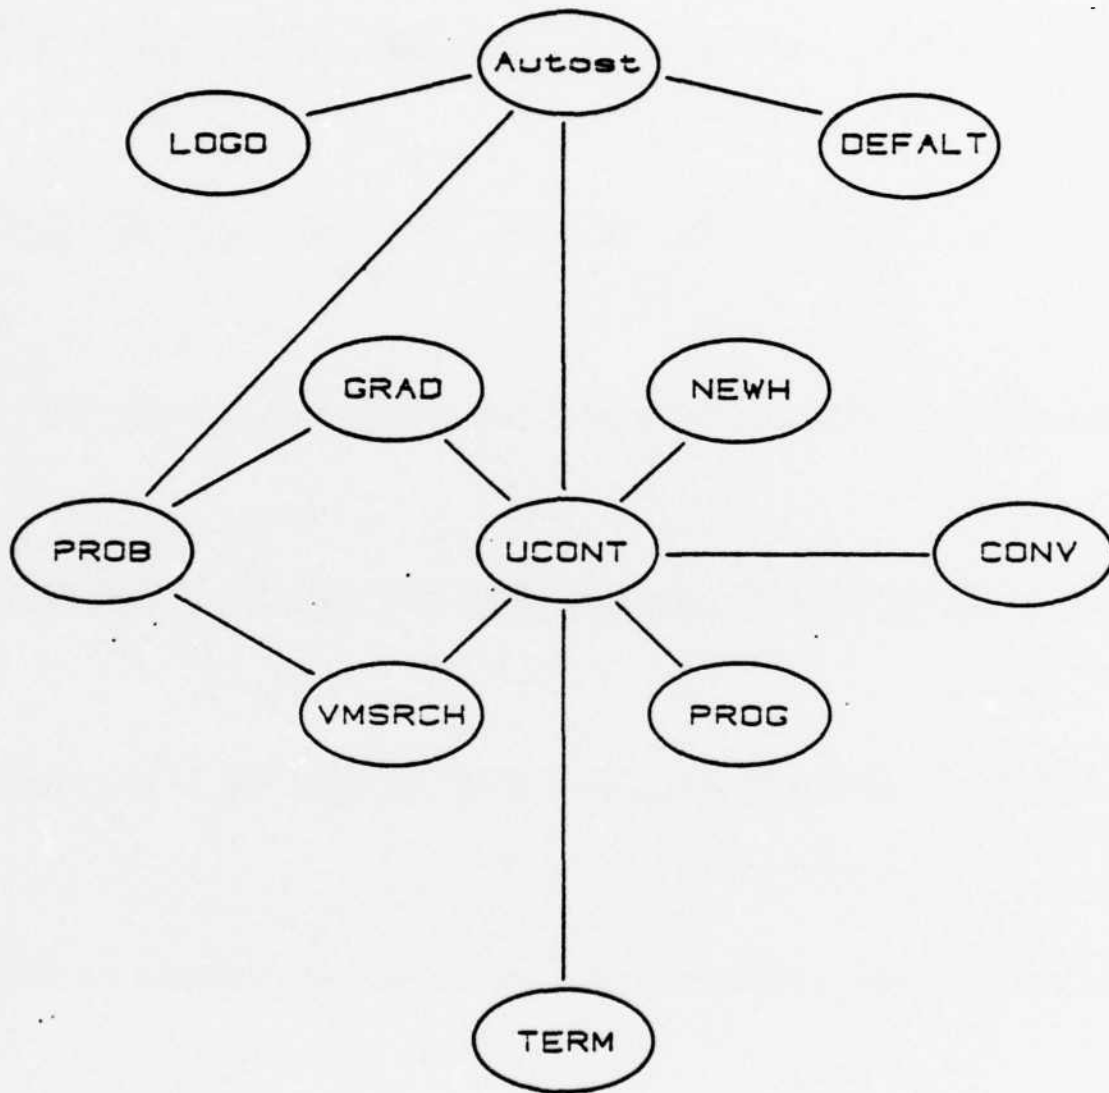 Autost
LOGO
DEFALT
GRAD
NEWH
PROB
UCONT
CONV
VMSRCH
PROG
TERM